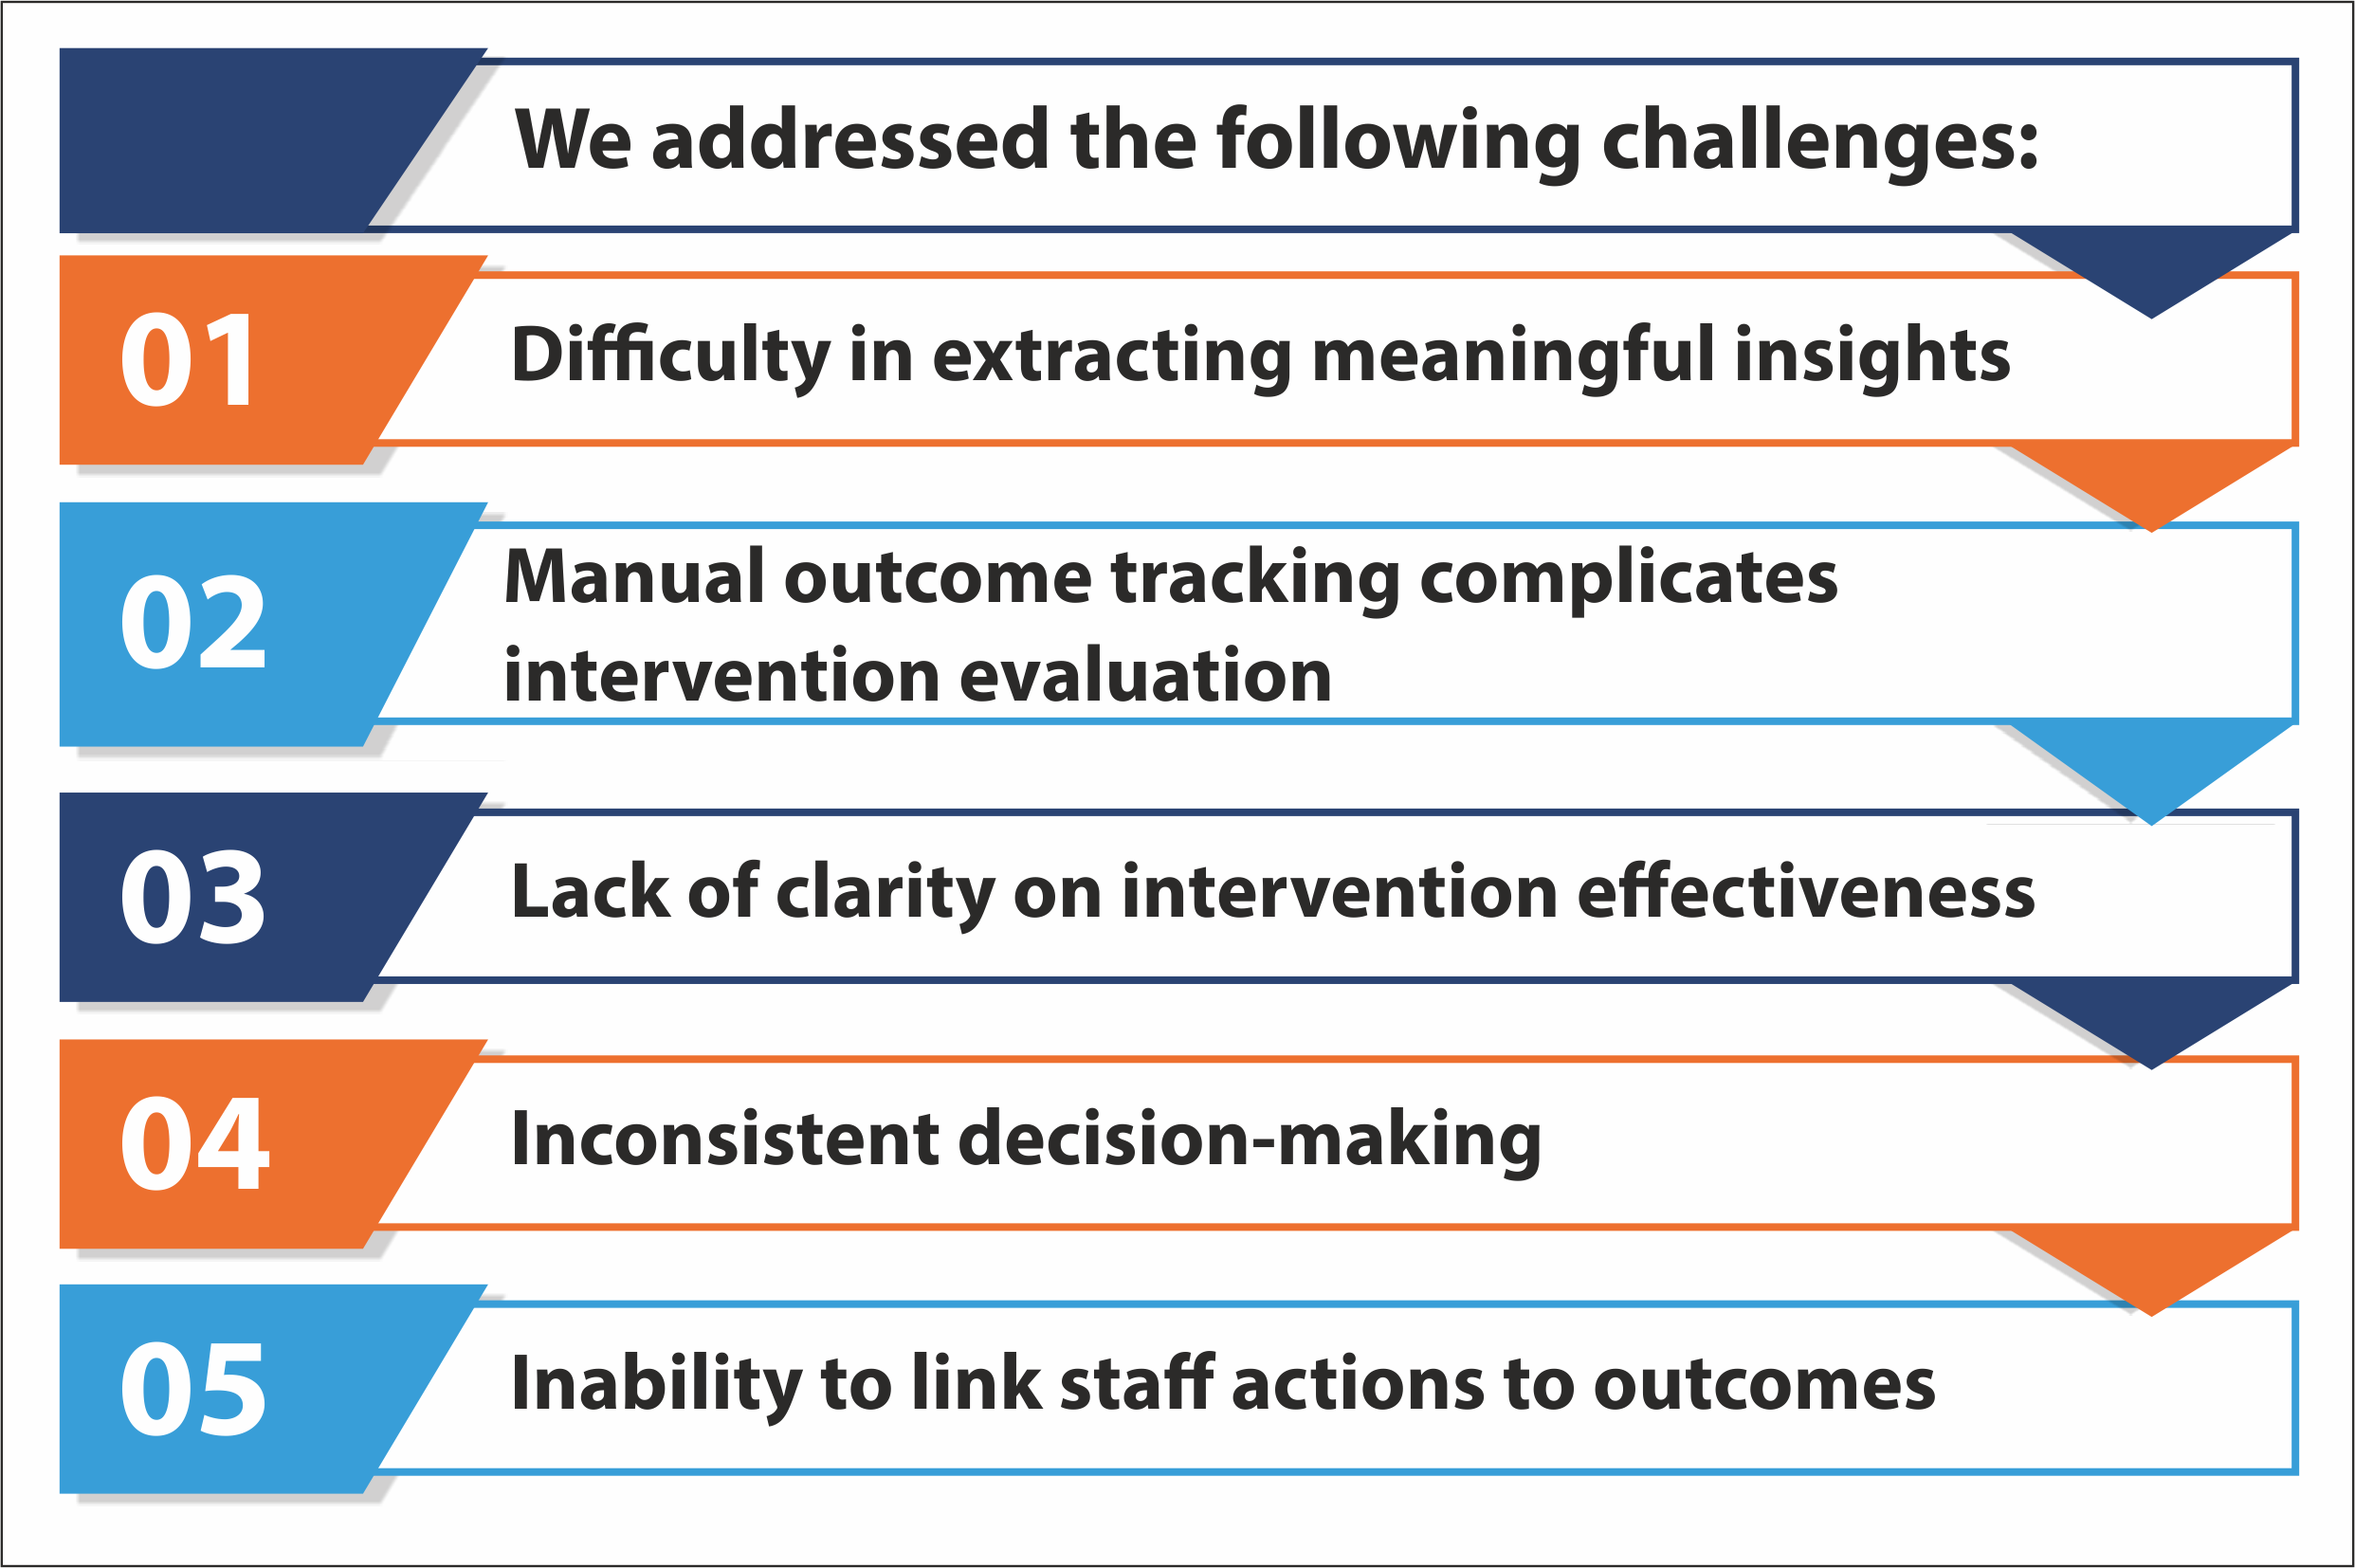 We addressed the following challenges:
01
Difficulty in extracting meaningful insights
02
Manual outcome tracking complicates
intervention evaluation
03
Lack of clarity on intervention effectiveness
04
Inconsistent decision-making
05
Inability to link staff actions to outcomes